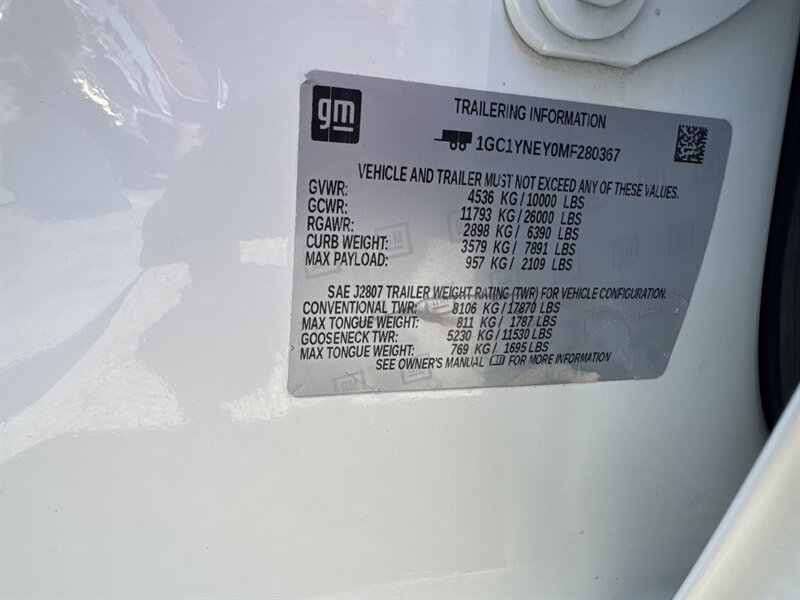 gm
TRAILERING INFORMATION
1GC1YNEY0MF280367
VEHICLE AND TRAILER MUST NOT EXCEED ANY OF THESE VALUES.
GVWR: 4536 KG / 10000 LBS
GCWR: 11793 KG / 26000 LBS
RGAWR: 2898 KG / 6390 LBS
CURB WEIGHT: 3579 KG / 7891 LBS
MAX PAYLOAD: 957 KG / 2109 LBS
SAE J2807 TRAILER WEIGHT RATING (TWR) FOR VEHICLE CONFIGURATION.
CONVENTIONAL TWR: 8106 KG / 17870 LBS
MAX TONGUE WEIGHT: 811 KG / 1787 LBS
GOOSENECK TWR: 5230 KG / 11530 LBS
MAX TONGUE WEIGHT: 769 KG / 1695 LBS
SEE OWNER'S MANUAL FOR MORE INFORMATION